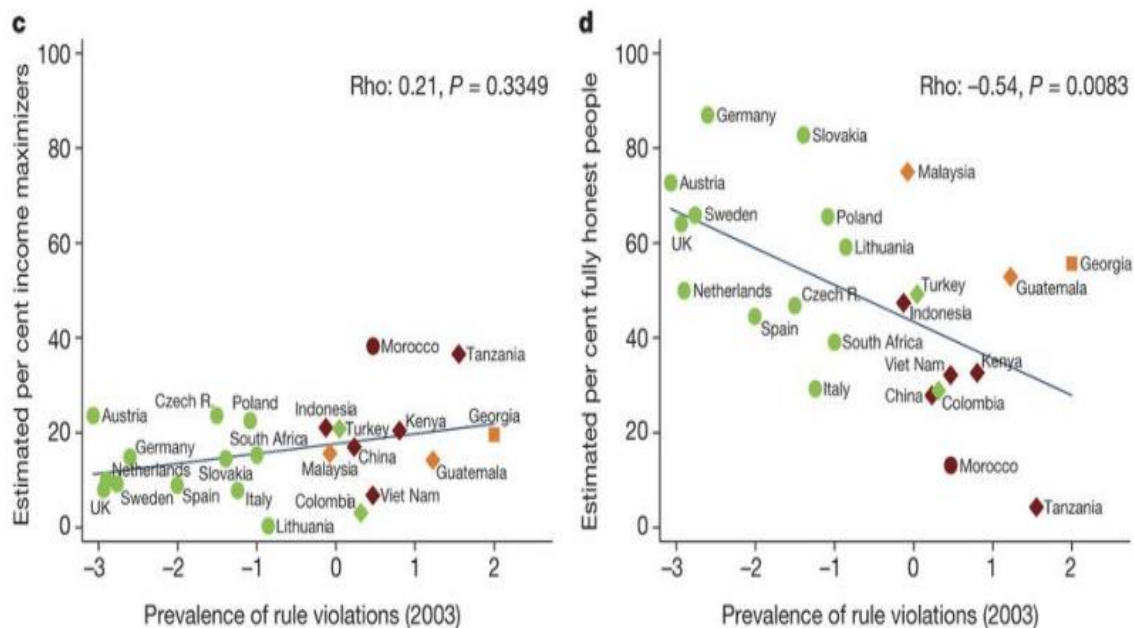 c
Estimated per cent income maximizers
100
80
60
40
20
0
Rho: 0.21, P = 0.3349
Morocco
Tanzania
Austria
Czech R.
Poland
Indonesia
Turkey
Kenya
Georgia
Germany
South Africa
Malaysia
China
Guatemala
Netherlands
Slovakia
UK
Sweden
Spain
Italy
Colombia
Viet Nam
Lithuania
–3 –2 –1 0 1 2
Prevalence of rule violations (2003)
d
Estimated per cent fully honest people
100
80
60
40
20
0
Rho: –0.54, P = 0.0083
Germany
Slovakia
Malaysia
Austria
Sweden
UK
Poland
Lithuania
Georgia
Guatemala
Netherlands
Czech R.
Turkey
Indonesia
Spain
South Africa
Viet Nam
Kenya
Italy
China
Colombia
Morocco
Tanzania
–3 –2 –1 0 1 2
Prevalence of rule violations (2003)